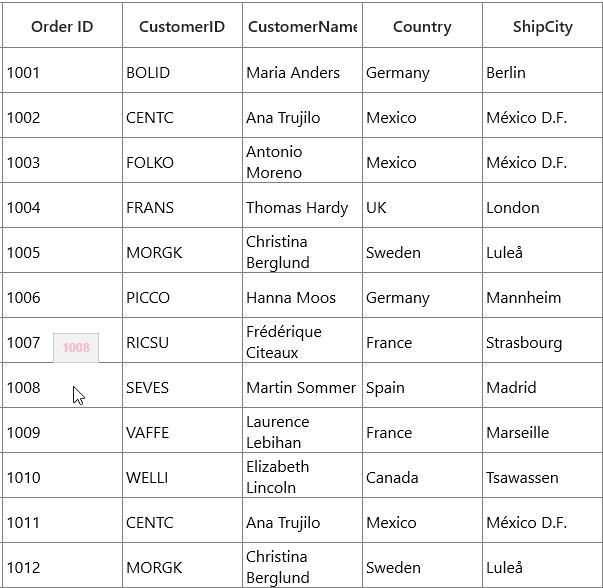 Order ID CustomerID CustomerName Country ShipCity
1001 BOLID Maria Anders Germany Berlin
1002 CENTC Ana Trujilo Mexico México D.F.
1003 FOLKO Antonio Moreno Mexico México D.F.
1004 FRANS Thomas Hardy UK London
1005 MORGK Christina Berglund Sweden Luleå
1006 PICCO Hanna Moos Germany Mannheim
1007 RICSU Frédérique Citeaux France Strasbourg
1008
1008 SEVES Martin Sommer Spain Madrid
1009 VAFFE Laurence Lebihan France Marseille
1010 WELLI Elizabeth Lincoln Canada Tsawassen
1011 CENTC Ana Trujilo Mexico México D.F.
1012 MORGK Christina Berglund Sweden Luleå